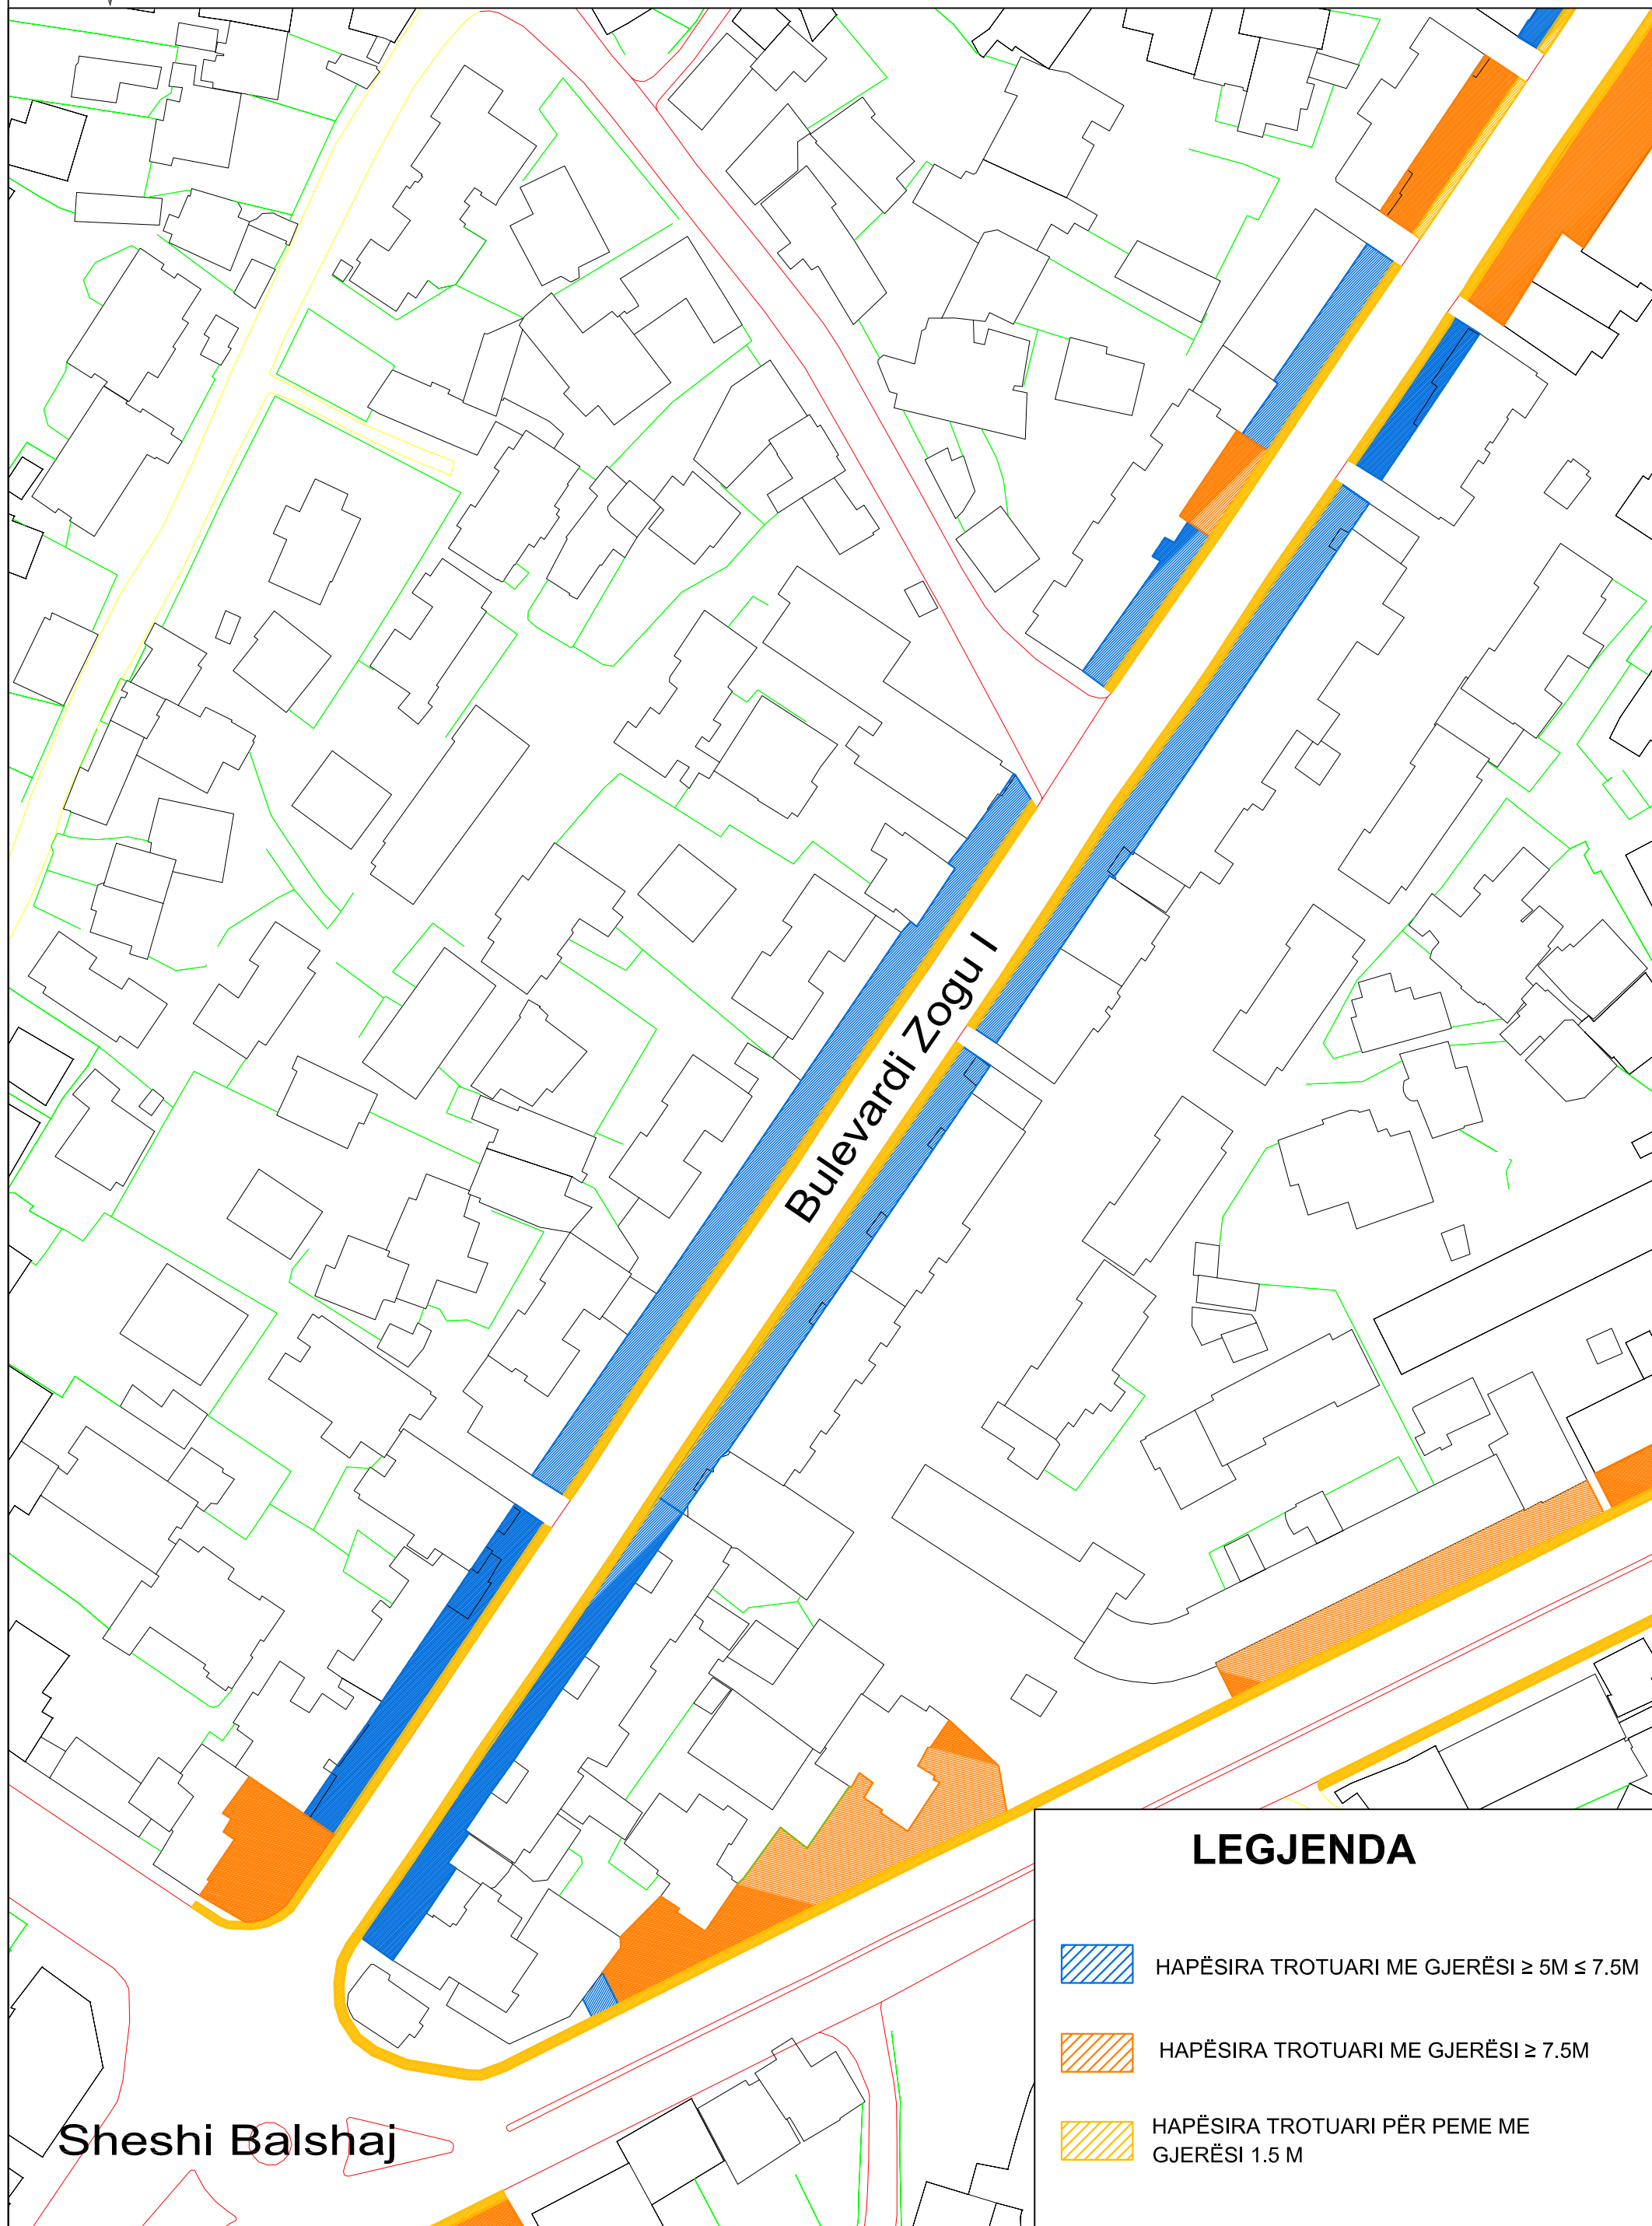 Bulevardi Zogu I
LEGJENDA
HAPËSIRA TROTUARI ME GJERËSI ≥ 5M ≤ 7.5M
HAPËSIRA TROTUARI ME GJERËSI ≥ 7.5M
HAPËSIRA TROTUARI PËR PEME ME
GJERËSI 1.5 M
Sheshi Balshaj